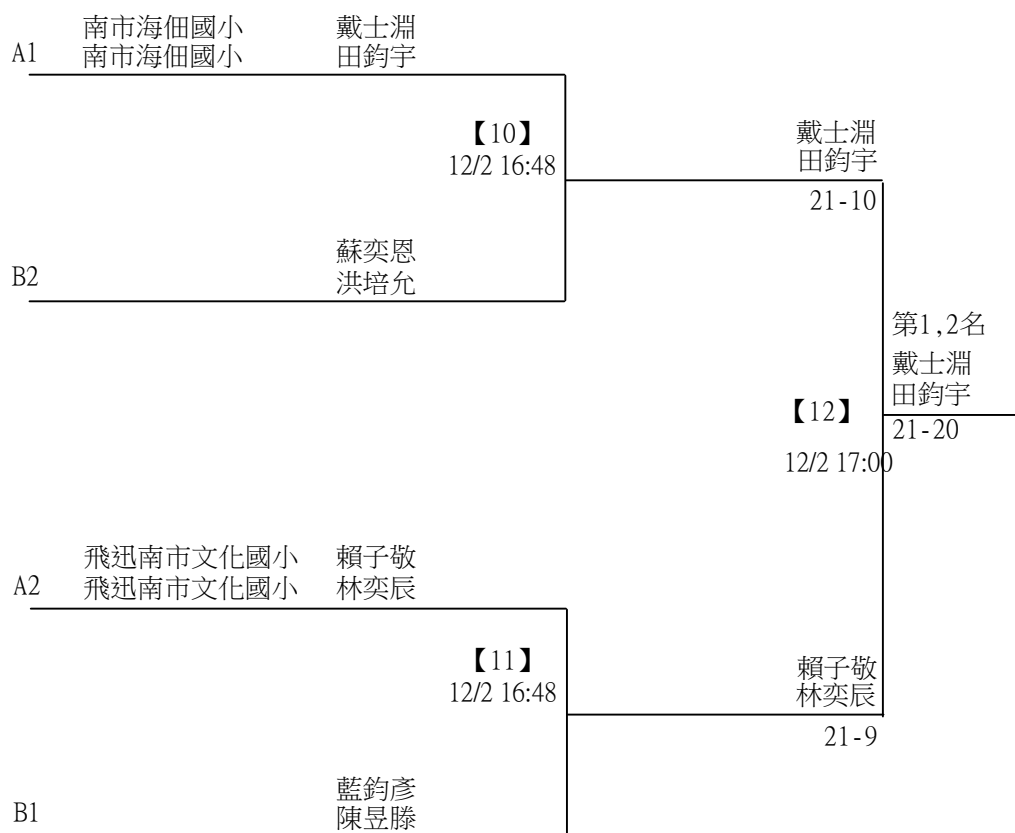 南市海佃國小 戴士淵
A1 南市海佃國小 田鈞宇
【10】
12/2 16:48
戴士淵
田鈞宇
21-10
蘇奕恩
B2 洪培允
第1,2名
戴士淵
田鈞宇
【12】
21-20
12/2 17:00
飛迅南市文化國小 賴子敬
A2 飛迅南市文化國小 林奕辰
【11】
12/2 16:48
賴子敬
林奕辰
21-9
藍鈞彥
B1 陳昱滕